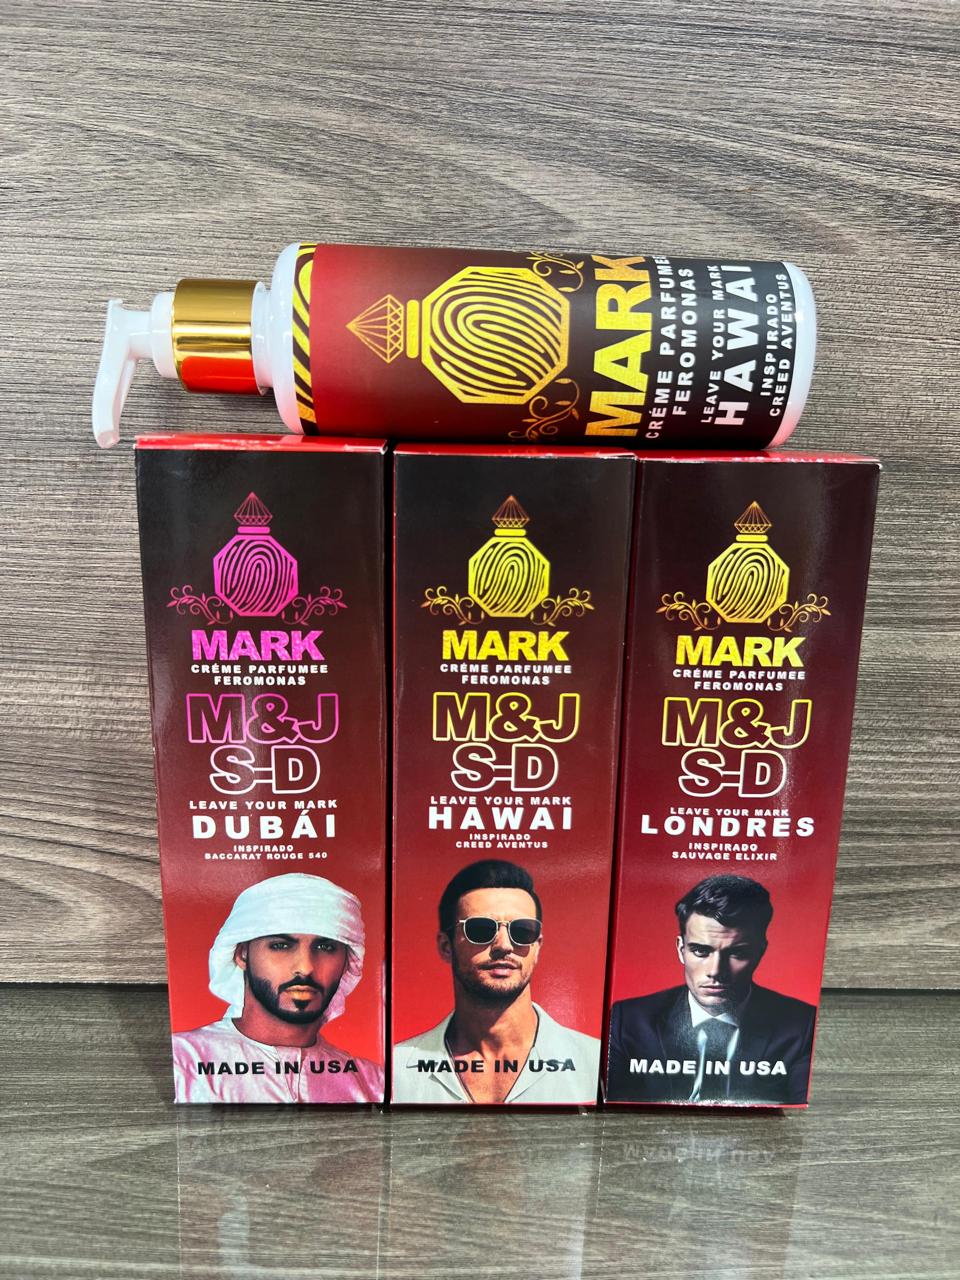 MARK
CRÉME PARFUMEE
FEROMONAS
LEAVE YOUR MARK
HAWAI
INSPIRADO
CREED AVENTUS
MARK
CRÉME PARFUMEE
FEROMONAS
M&J
S-D
LEAVE YOUR MARK
DUBÁI
INSPIRADO
BACCARAT ROUGE 540
MADE IN USA
MARK
CRÉME PARFUMEE
FEROMONAS
M&J
S-D
LEAVE YOUR MARK
HAWAI
INSPIRADO
CREED AVENTUS
MADE IN USA
MARK
CRÉME PARFUMEE
FEROMONAS
M&J
S-D
LEAVE YOUR MARK
LONDRES
INSPIRADO
SAUVAGE ELIXIR
MADE IN USA